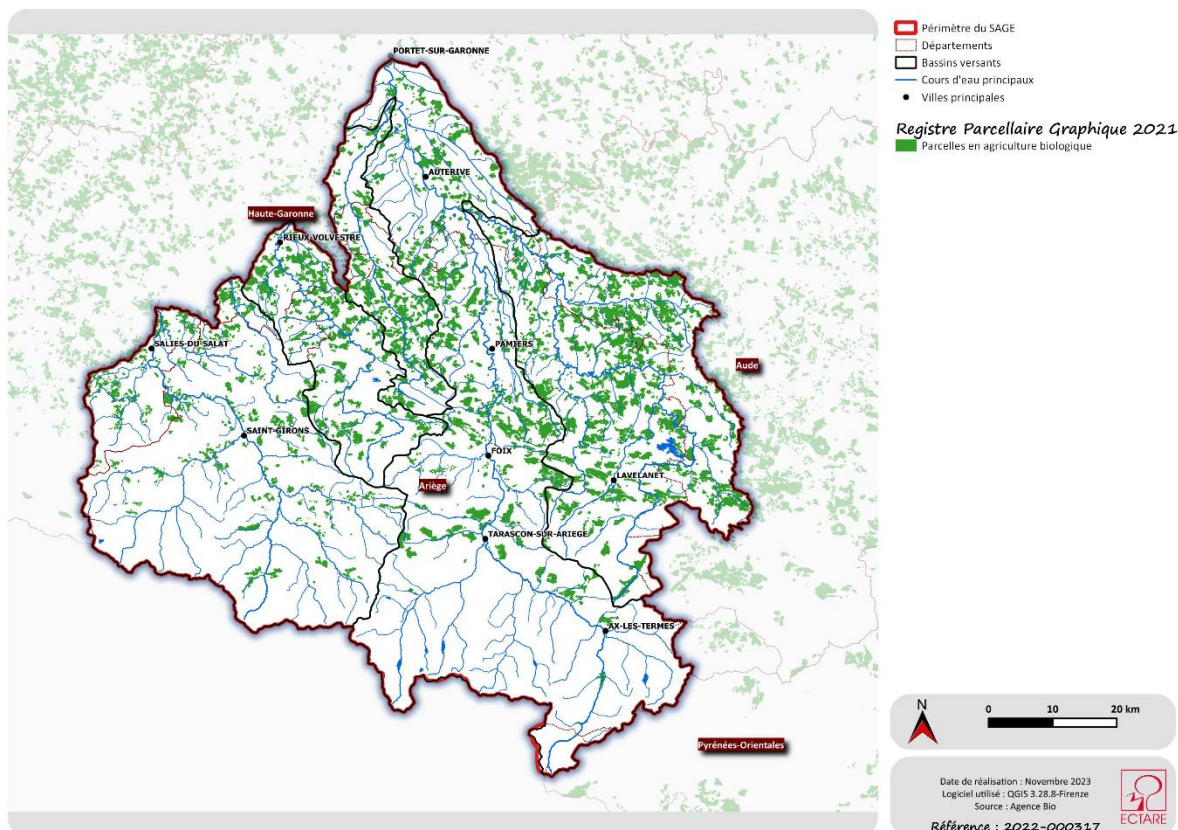 PORTET-SUR-GARONNE
AUTERIVE
Haute-Garonne
RIEUX-VOLVESTRE
SALIES-DU-SALAT
PAMIERS
Aude
SAINT-GIRONS
FOIX
LAVELANET
Ariège
TARASCON-SUR-ARIEGE
AX-LES-TERMES
Pyrénées-Orientales
Périmètre du SAGE
Départements
Bassins versants
Cours d'eau principaux
Villes principales
Registre Parcellaire Graphique 2021
Parcelles en agriculture biologique
N
0 10 20 km
Date de réalisation : Novembre 2023
Logiciel utilisé : QGIS 3.28.8-Firenze
Source : Agence Bio
Référence : 2022-000317
ECTARE